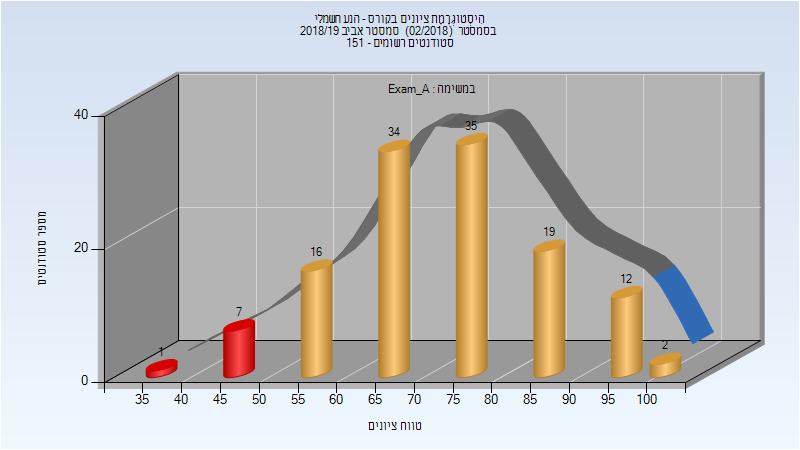 היסטוגרמת ציונים בקורס - הנע חשמלי
בסמסטר (02/2018) סמסטר אביב 2018/19
סטודנטים רשומים - 151
במשימה : Exam_A
מספר סטודנטים
40
20
0
1
7
16
34
35
19
12
2
35 40 45 50 55 60 65 70 75 80 85 90 95 100
טווח ציונים